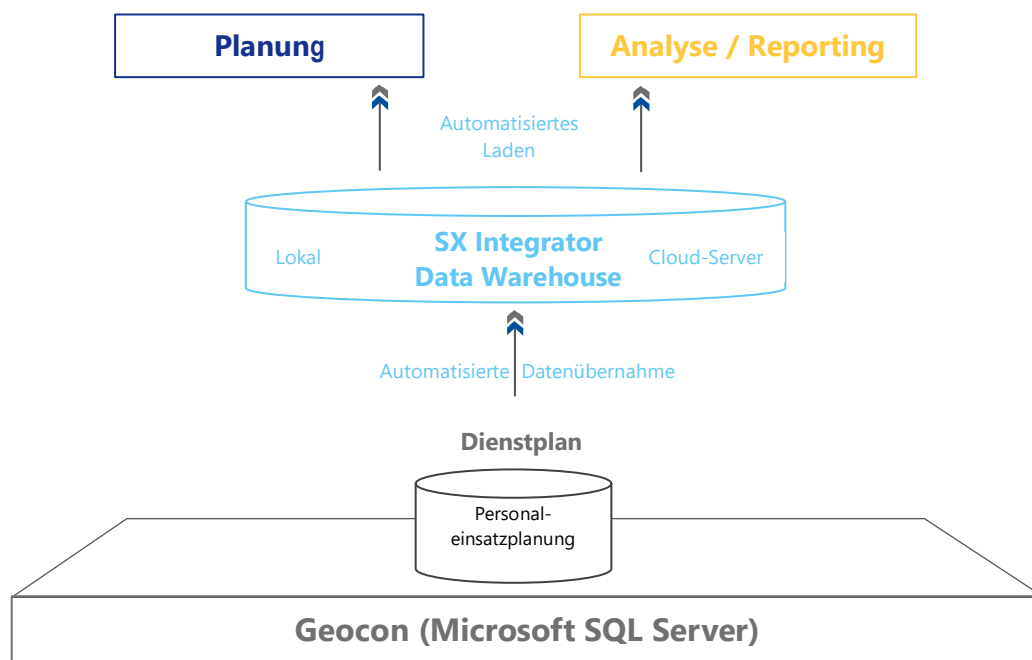 Planung
Analyse / Reporting
Automatisiertes
Laden
SX Integrator
Data Warehouse
Lokal
Cloud-Server
Automatisierte Datenübernahme
Dienstplan
Personal-
einsatzplanung
Geocon (Microsoft SQL Server)